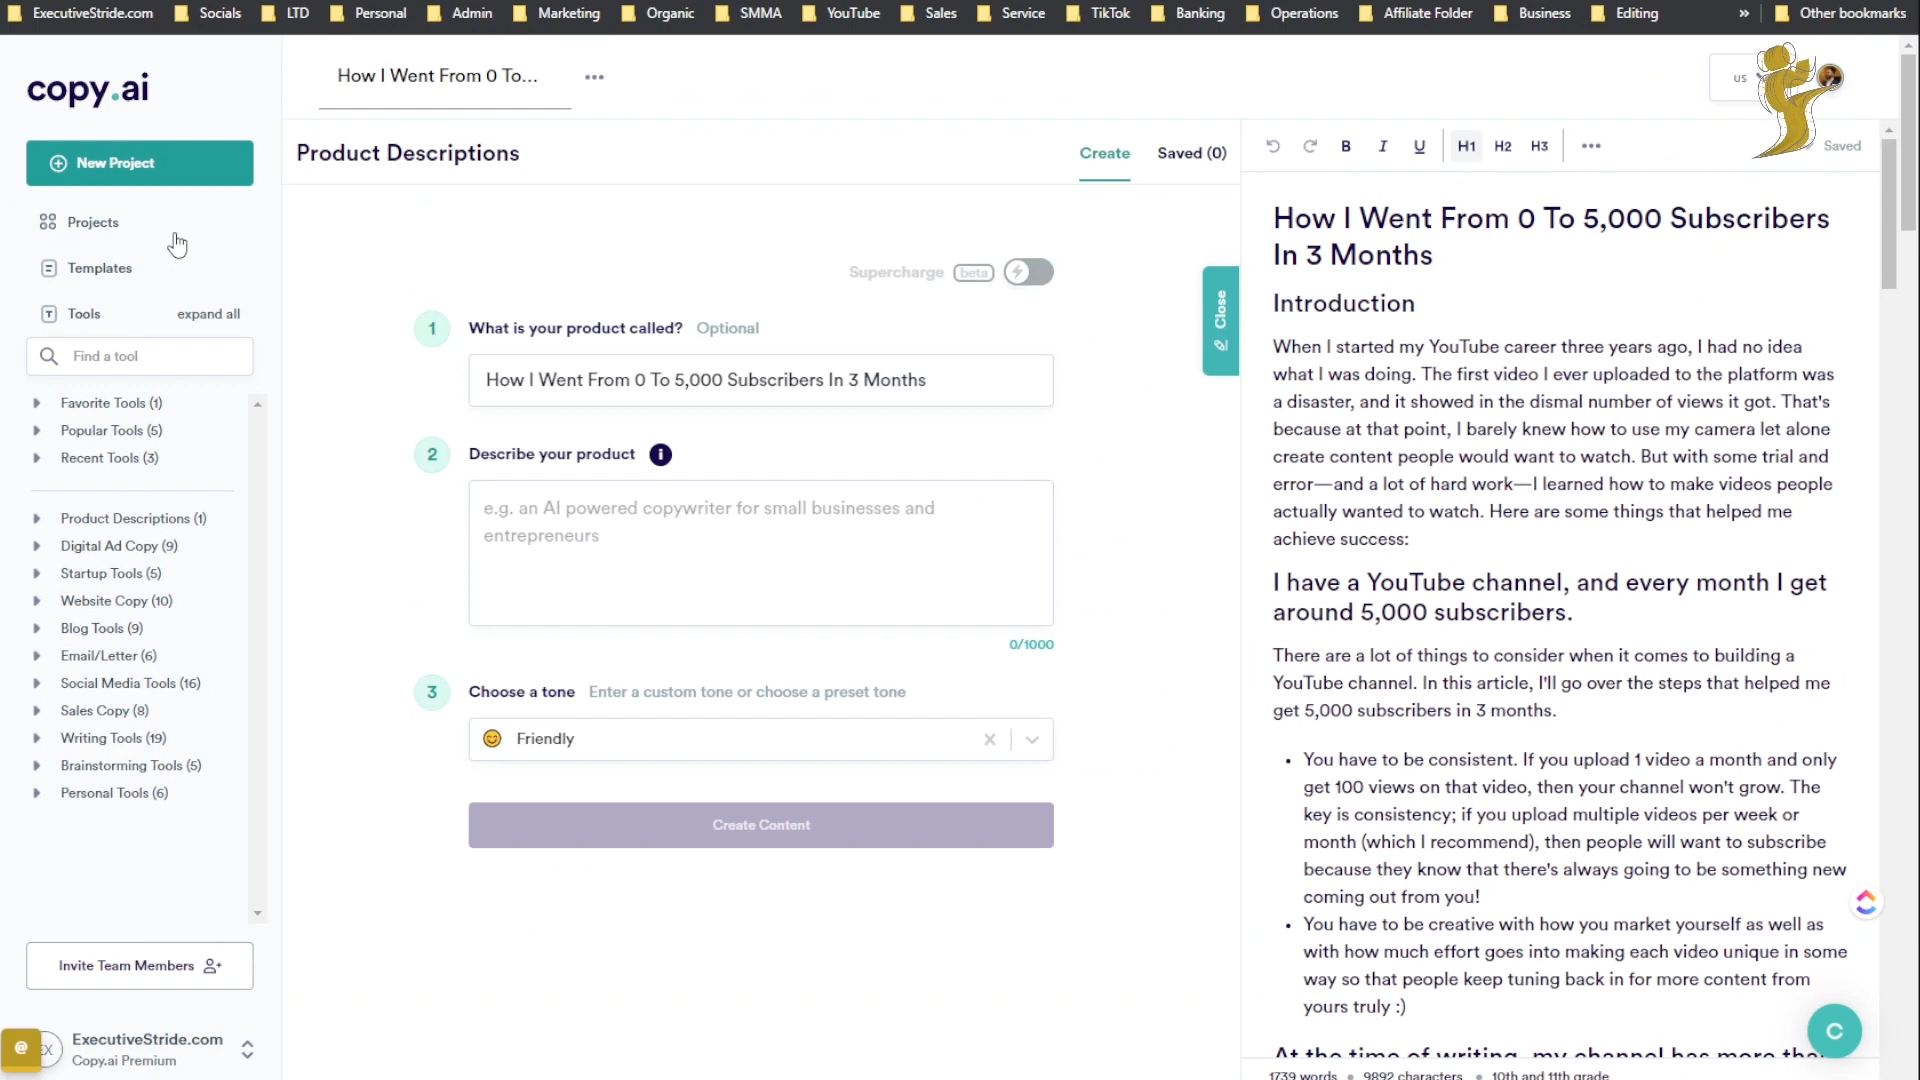 ExecutiveStride.com Socials LTD Personal Admin Marketing Organic SMMA YouTube Sales Service TikTok Banking Operations Affiliate Folder Business Editing » Other bookmarks
copy.ai
How I Went From 0 To...
US
New Project
Projects
Templates
Tools expand all
Find a tool
Favorite Tools (1)
Popular Tools (5)
Recent Tools (3)
Product Descriptions (1)
Digital Ad Copy (9)
Startup Tools (5)
Website Copy (10)
Blog Tools (9)
Email/Letter (6)
Social Media Tools (16)
Sales Copy (8)
Writing Tools (19)
Brainstorming Tools (5)
Personal Tools (6)
Invite Team Members
@ EX
ExecutiveStride.com
Copy.ai Premium
Product Descriptions
Create Saved (0)
Supercharge beta
1 What is your product called? Optional
How I Went From 0 To 5,000 Subscribers In 3 Months
2 Describe your product i
e.g. an AI powered copywriter for small businesses and
entrepreneurs
0/1000
3 Choose a tone Enter a custom tone or choose a preset tone
Friendly
Create Content
Close
B I U H1 H2 H3 Saved
How I Went From 0 To 5,000 Subscribers
In 3 Months
Introduction
When I started my YouTube career three years ago, I had no idea
what I was doing. The first video I ever uploaded to the platform was
a disaster, and it showed in the dismal number of views it got. That's
because at that point, I barely knew how to use my camera let alone
create content people would want to watch. But with some trial and
error—and a lot of hard work—I learned how to make videos people
actually wanted to watch. Here are some things that helped me
achieve success:
I have a YouTube channel, and every month I get
around 5,000 subscribers.
There are a lot of things to consider when it comes to building a
YouTube channel. In this article, I'll go over the steps that helped me
get 5,000 subscribers in 3 months.
• You have to be consistent. If you upload 1 video a month and only
get 100 views on that video, then your channel won't grow. The
key is consistency; if you upload multiple videos per week or
month (which I recommend), then people will want to subscribe
because they know that there's always going to be something new
coming out from you!
• You have to be creative with how you market yourself as well as
with how much effort goes into making each video unique in some
way so that people keep tuning back in for more content from
yours truly :)
At the time of writing, my channel has more tha
1739 words • 9892 characters • 10th and 11th grade
C